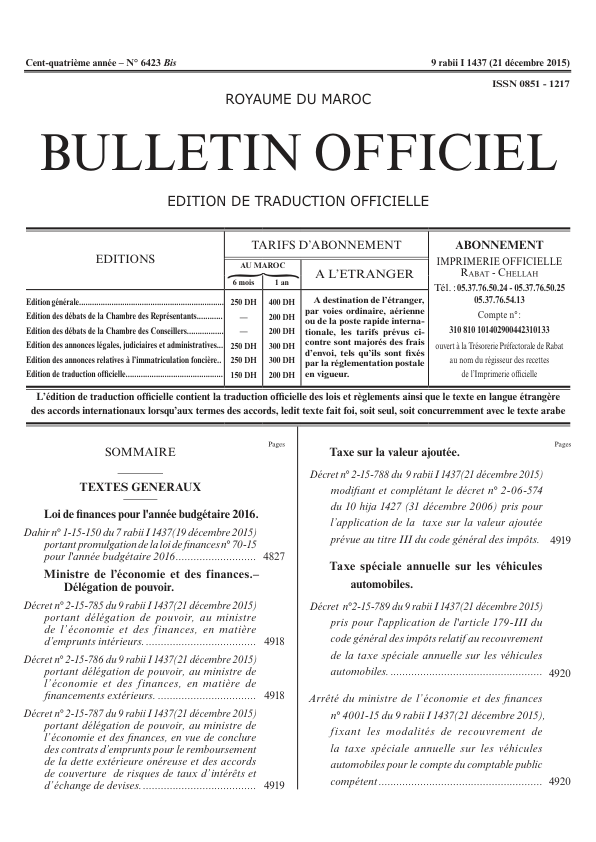 Cent-quatrième année – N° 6423 Bis
9 rabii I 1437 (21 décembre 2015)
ISSN 0851 - 1217
ROYAUME DU MAROC
BULLETIN OFFICIEL
EDITION DE TRADUCTION OFFICIELLE
EDITIONS
TARIFS D'ABONNEMENT
AU MAROC
6 mois
1 an
A L'ETRANGER
Edition générale
250 DH
400 DH
Edition des débats de la Chambre des Représentants
—
200 DH
Edition des débats de la Chambre des Conseillers
—
200 DH
Edition des annonces légales, judiciaires et administratives
250 DH
300 DH
Edition des annonces relatives à l'immatriculation foncière
250 DH
300 DH
Edition de traduction officielle
150 DH
200 DH
A destination de l'étranger,
par voies ordinaire, aérienne
ou de la poste rapide interna-
tionale, les tarifs prévus ci-
contre sont majorés des frais
d'envoi, tels qu'ils sont fixés
par la réglementation postale
en vigueur.
ABONNEMENT
IMPRIMERIE OFFICIELLE
RABAT - CHELLAH
Tél. : 05.37.76.50.24 - 05.37.76.50.25
05.37.76.54.13
Compte n° :
310 810 101402900442310133
ouvert à la Trésorerie Préfectorale de Rabat
au nom du régisseur des recettes
de l'Imprimerie officielle
L'édition de traduction officielle contient la traduction officielle des lois et règlements ainsi que le texte en langue étrangère
des accords internationaux lorsqu'aux termes des accords, ledit texte fait foi, soit seul, soit concurremment avec le texte arabe
Pages
SOMMAIRE
TEXTES GENERAUX
Loi de finances pour l'année budgétaire 2016.
Dahir n° 1-15-150 du 7 rabii I 1437(19 décembre 2015)
portant promulgation de la loi de finances n° 70-15
pour l'année budgétaire 2016 4827
Ministre de l'économie et des finances.–
Délégation de pouvoir.
Décret n° 2-15-785 du 9 rabii I 1437(21 décembre 2015)
portant délégation de pouvoir, au ministre
de l'économie et des finances, en matière
d'emprunts intérieurs. 4918
Décret n° 2-15-786 du 9 rabii I 1437(21 décembre 2015)
portant délégation de pouvoir, au ministre de
l'économie et des finances, en matière de
financements extérieurs. 4918
Décret n° 2-15-787 du 9 rabii I 1437(21 décembre 2015)
portant délégation de pouvoir, au ministre de
l'économie et des finances, en vue de conclure
des contrats d'emprunts pour le remboursement
de la dette extérieure onéreuse et des accords
de couverture de risques de taux d'intérêts et
d'échange de devises. 4919
Pages
Taxe sur la valeur ajoutée.
Décret n° 2-15-788 du 9 rabii I 1437(21 décembre 2015)
modifiant et complétant le décret n° 2-06-574
du 10 hija 1427 (31 décembre 2006) pris pour
l'application de la taxe sur la valeur ajoutée
prévue au titre III du code général des impôts. 4919
Taxe spéciale annuelle sur les véhicules
automobiles.
Décret n°2-15-789 du 9 rabii I 1437(21 décembre 2015)
pris pour l'application de l'article 179-III du
code général des impôts relatif au recouvrement
de la taxe spéciale annuelle sur les véhicules
automobiles. 4920
Arrêté du ministre de l'économie et des finances
n° 4001-15 du 9 rabii I 1437(21 décembre 2015),
fixant les modalités de recouvrement de
la taxe spéciale annuelle sur les véhicules
automobiles pour le compte du comptable public
compétent 4920